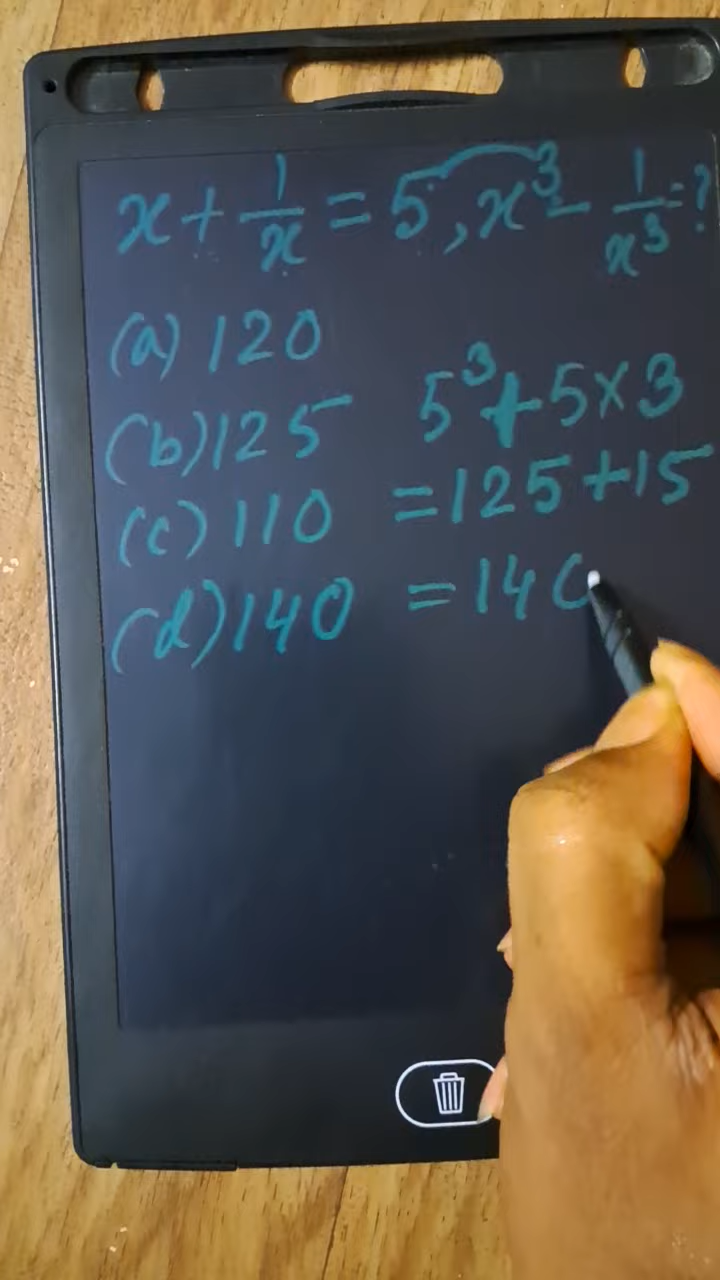 x + 1/x = 5, x³ - 1/x³ = ?
(a) 120
(b) 125 5³ + 5 × 3
(c) 110 = 125 + 15
(d) 140 = 140